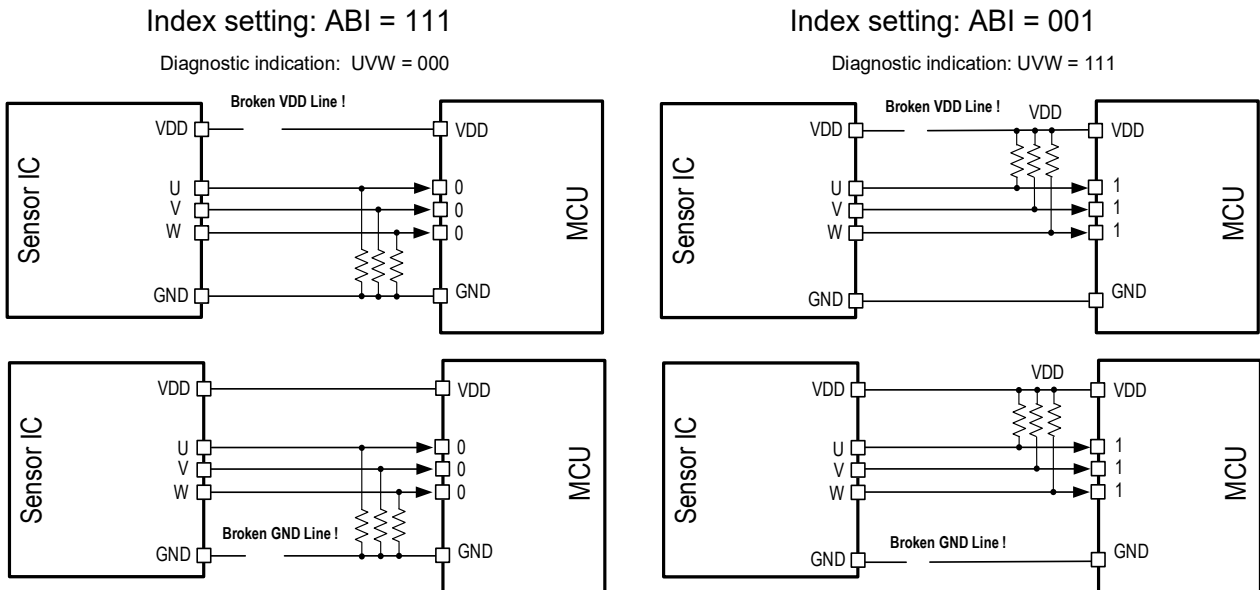 Index setting: ABI = 111
Diagnostic indication: UVW = 000
Broken VDD Line !
VDD
VDD
Sensor IC
U
0
V
0
W
0
MCU
GND
GND
VDD
VDD
Sensor IC
U
0
V
0
W
0
MCU
Broken GND Line !
GND
GND
Index setting: ABI = 001
Diagnostic indication: UVW = 111
Broken VDD Line !
VDD
VDD
VDD
Sensor IC
U
1
V
1
W
1
MCU
GND
GND
VDD
VDD
VDD
Sensor IC
U
1
V
1
W
1
MCU
Broken GND Line !
GND
GND